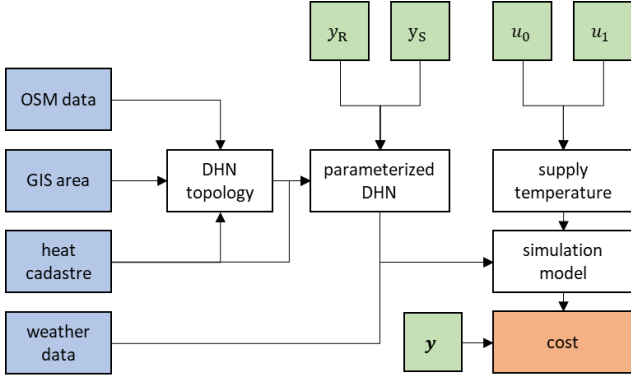 y_R
y_S
u_0
u_1
OSM data
GIS area
DHN
topology
parameterized
DHN
supply
temperature
heat
cadastre
simulation
model
weather
data
y
cost